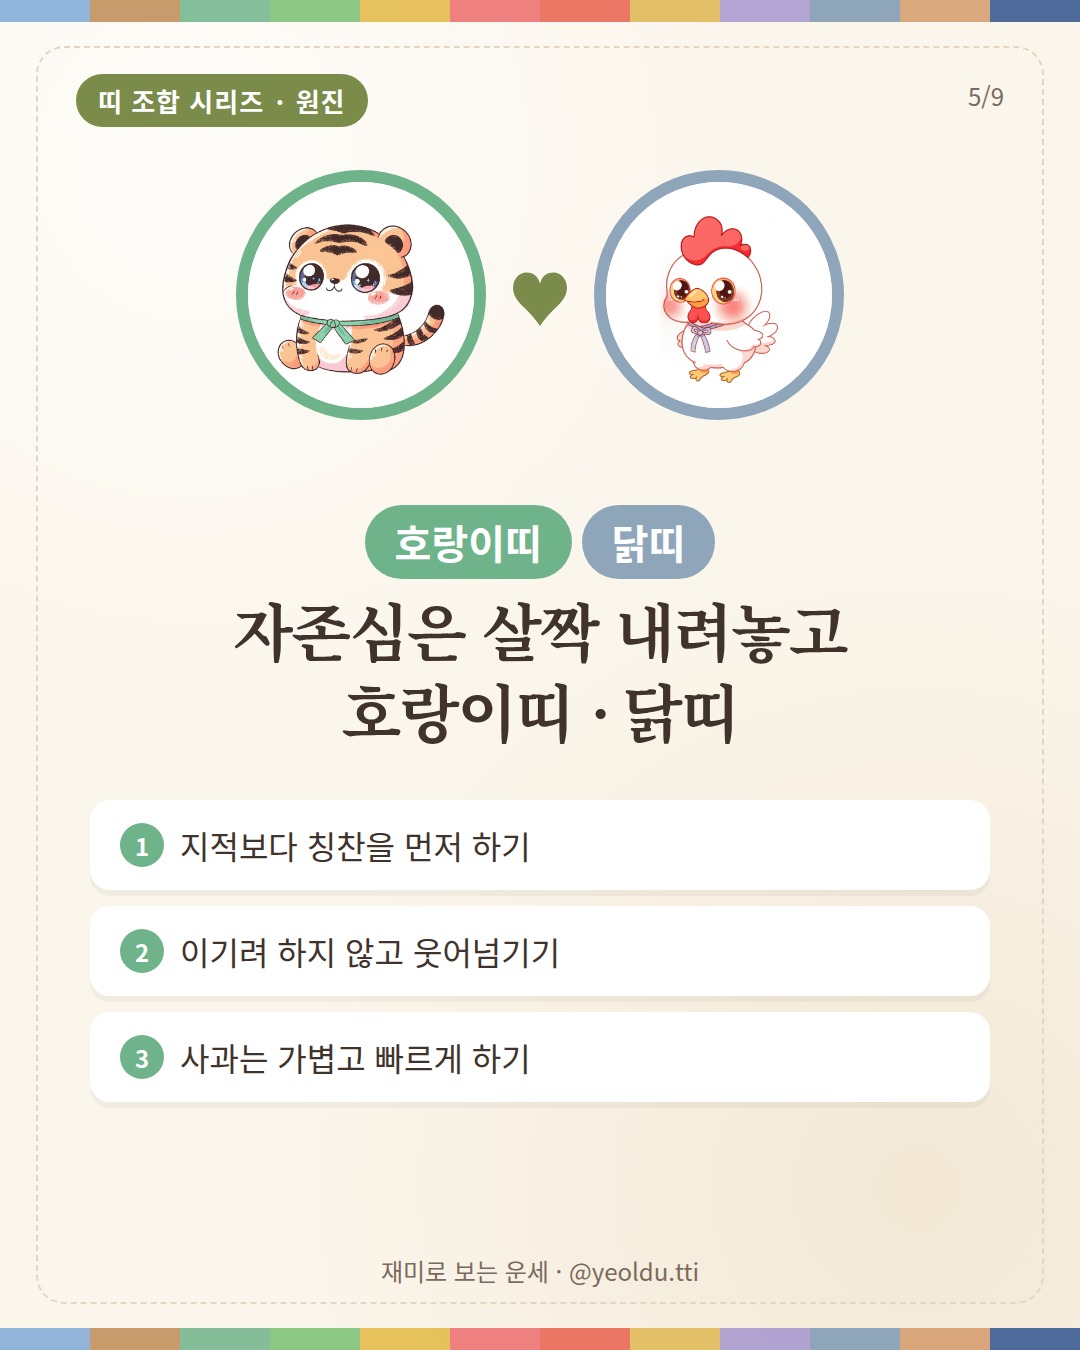 띠 조합 시리즈 · 원진
5/9
호랑이띠 닭띠
자존심은 살짝 내려놓고
호랑이띠 · 닭띠
1 지적보다 칭찬을 먼저 하기
2 이기려 하지 않고 웃어넘기기
3 사과는 가볍고 빠르게 하기
재미로 보는 운세 · @yeoldu.tti